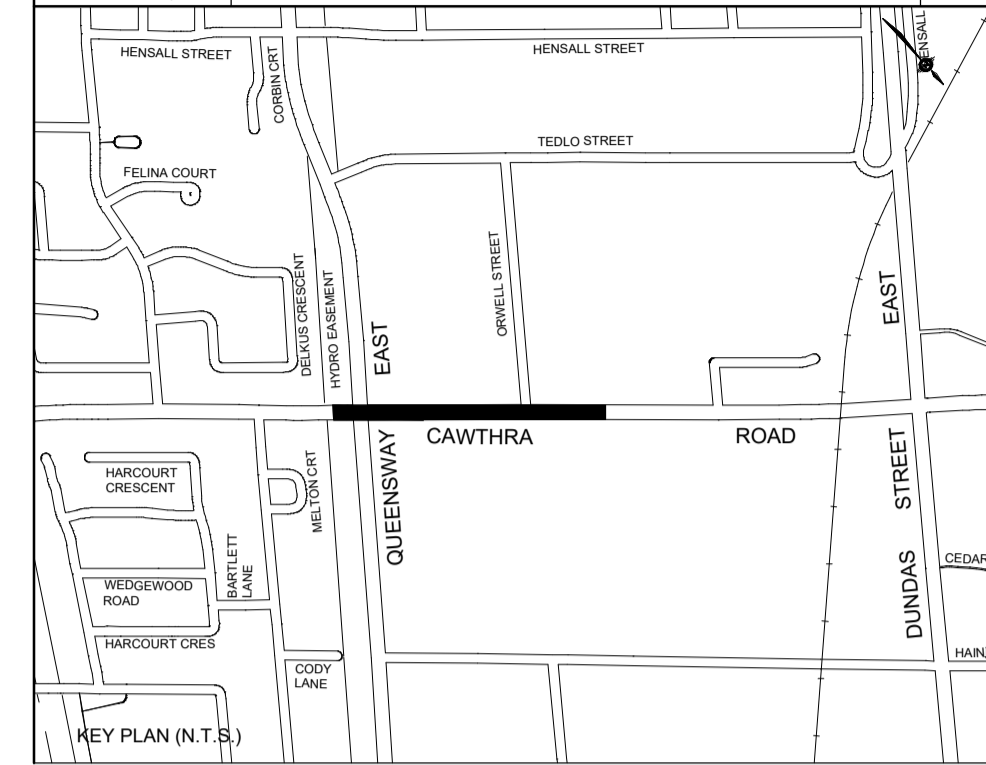 HENSALL STREET
CORBIN CRT
HENSALL STREET
ENSALL
TEDLO STREET
FELINA COURT
DELKUS CRESCENT
HYDRO EASEMENT
EAST
ORWELL STREET
EAST
CAWTHRA ROAD
QUEENSWAY
HARCOURT
CRESCENT
MELTON CRT
DUNDAS STREET
BARTLETT
LANE
WEDGEWOOD
ROAD
CEDAR
HARCOURT CRES
HAIN
CODY
LANE
KEY PLAN (N.T.S.)